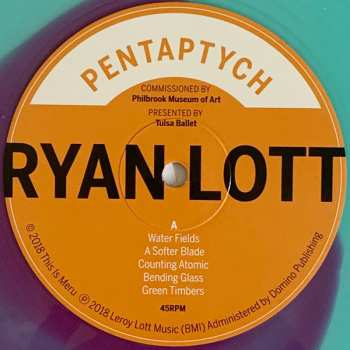 PENTAPTYCH
COMMISSIONED BY
Philbrook Museum of Art
PRESENTED BY
Tulsa Ballet
RYAN LOTT
A
Water Fields
A Softer Blade
Counting Atomic
Bending Glass
Green Timbers
45RPM
© 2018 This Is Meru ℗ 2018 Leroy Lott Music (BMI) Administered by Domino Publishing